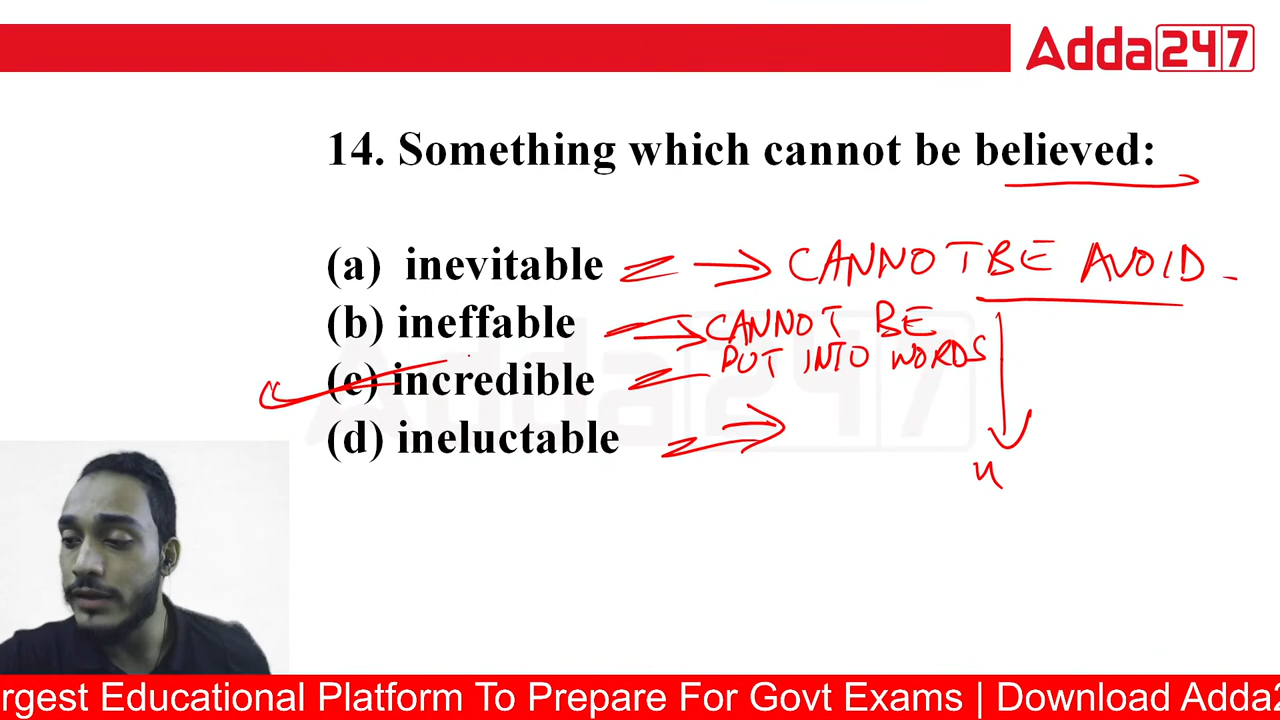 Adda247
14. Something which cannot be believed:
(a) inevitable → CANNOT BE AVOID -
(b) ineffable → CANNOT BE
PUT INTO WORDS
(c) incredible
(d) ineluctable →
rgest Educational Platform To Prepare For Govt Exams | Download Adda2